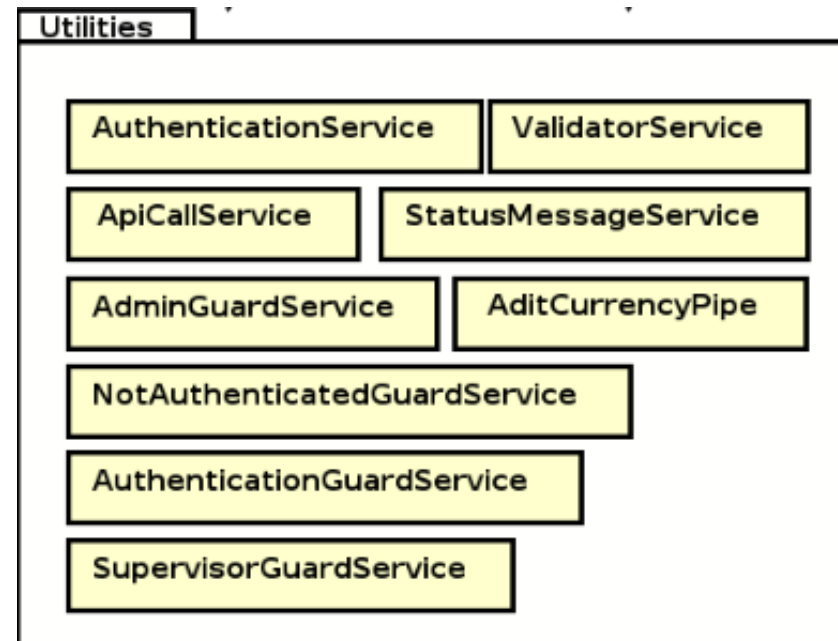 Utilities
AuthenticationService
ValidatorService
ApiCallService
StatusMessageService
AdminGuardService
AditCurrencyPipe
NotAuthenticatedGuardService
AuthenticationGuardService
SupervisorGuardService